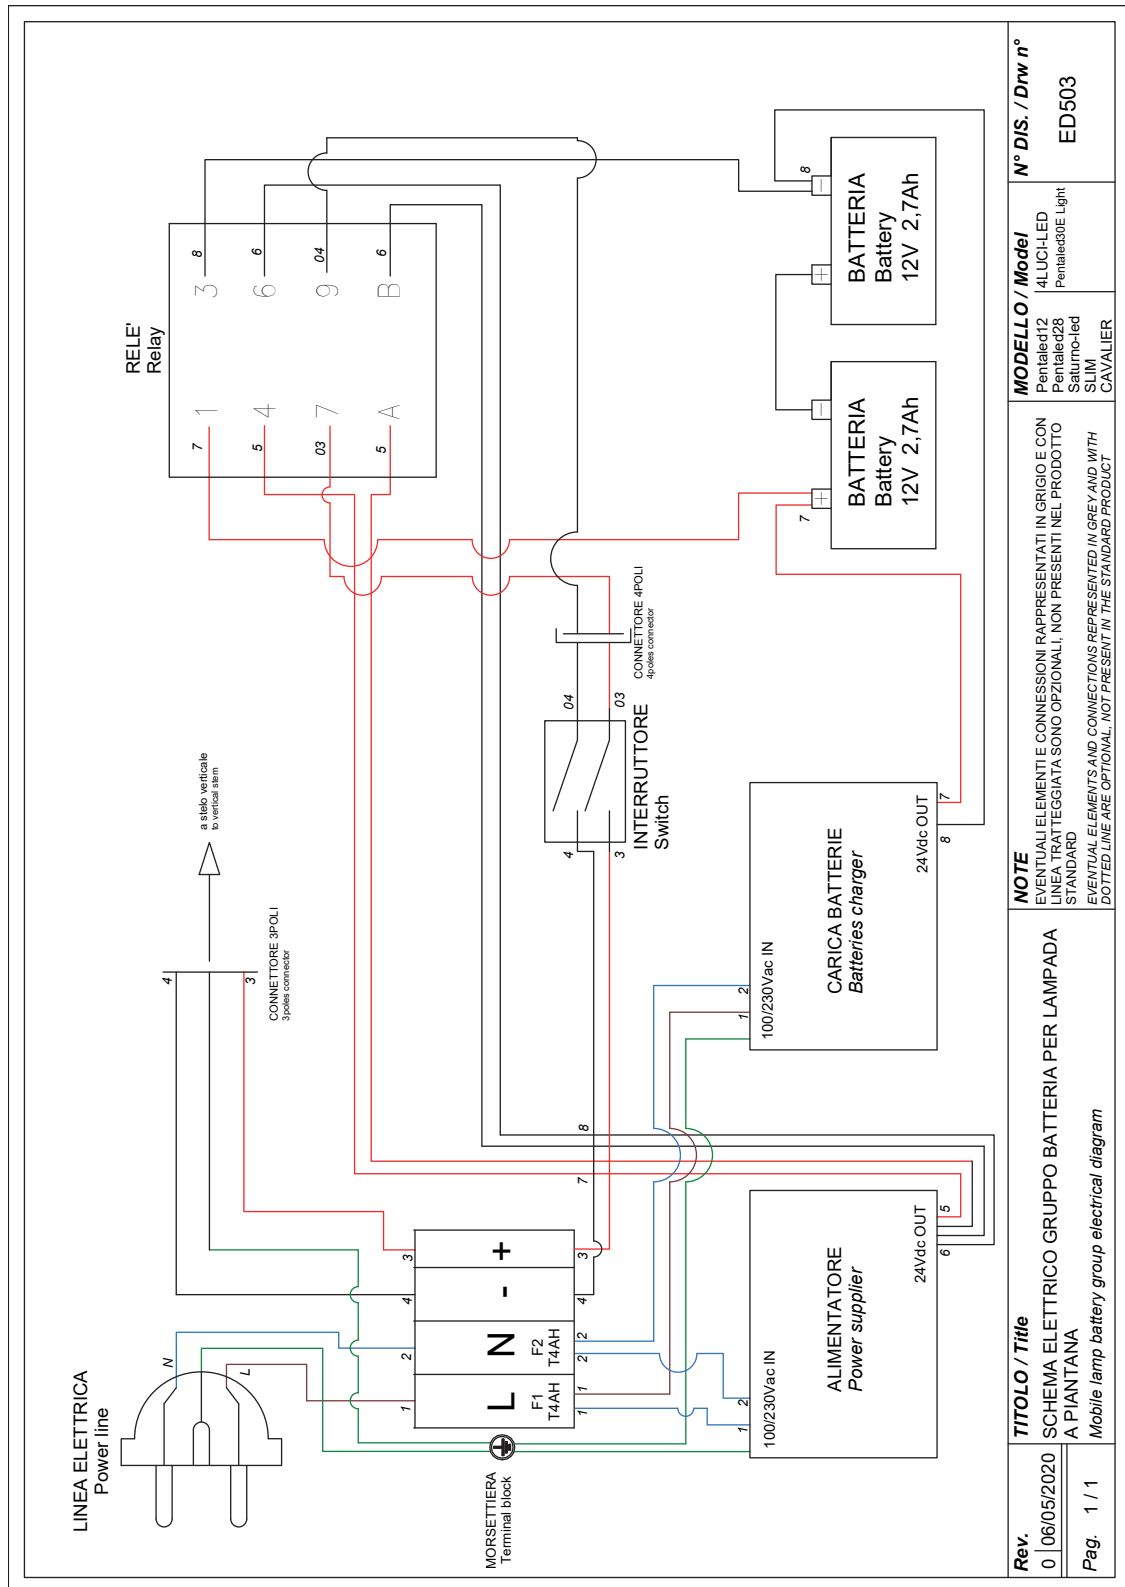 LINEA ELETTRICA
Power line
N
L
MORSETTIERA
Terminal block
1
2
4
3
L
N
-
+
F1
T4AH
F2
T4AH
1
1
2
2
4
3
4
3
CONNETTORE 3POLI
3poles connector
a stelo verticale
to vertical stem
RELE'
Relay
7
1
3
8
5
4
6
6
03
7
9
04
5
A
B
6
7
8
4
3
04
03
INTERRUTTORE
Switch
CONNETTORE 4POLI
4poles connector
1
2
100/230Vac IN
ALIMENTATORE
Power supplier
24Vdc OUT
6
5
1
2
100/230Vac IN
CARICA BATTERIE
Batteries charger
24Vdc OUT
8
7
7
+
-
BATTERIA
Battery
12V 2,7Ah
+
-
8
BATTERIA
Battery
12V 2,7Ah
Rev.
0 06/05/2020
Pag. 1 / 1
TITOLO / Title
SCHEMA ELETTRICO GRUPPO BATTERIA PER LAMPADA
A PIANTANA
Mobile lamp battery group electrical diagram
NOTE
EVENTUALI ELEMENTI E CONNESSIONI RAPPRESENTATI IN GRIGIO E CON
LINEA TRATTEGGIATA SONO OPZIONALI, NON PRESENTI NEL PRODOTTO
STANDARD
EVENTUAL ELEMENTS AND CONNECTIONS REPRESENTED IN GREY AND WITH
DOTTED LINE ARE OPTIONAL, NOT PRESENT IN THE STANDARD PRODUCT
MODELLO / Model
Pentaled12
Pentaled28
Saturno-led
SLIM
CAVALIER
4LUCI-LED
Pentaled30E Light
N° DIS. / Drw n°
ED503